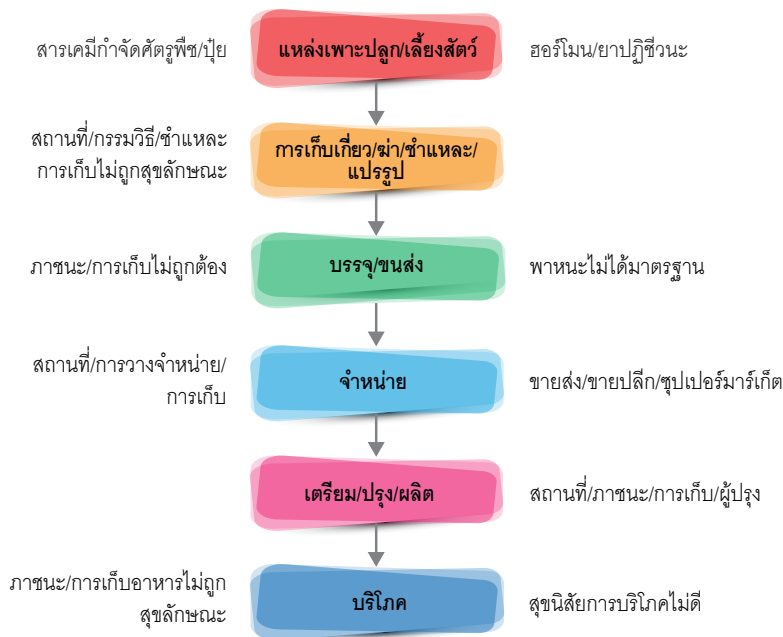 สารเคมีกำจัดศัตรูพืช/ปุ๋ย
แหล่งเพาะปลูก/เลี้ยงสัตว์
ฮอร์โมน/ยาปฏิชีวนะ
สถานที่/กรรมวิธี/ชำแหละ
การเก็บไม่ถูกสุขลักษณะ
การเก็บเกี่ยว/ฆ่า/ชำแหละ/
แปรรูป
ภาชนะ/การเก็บไม่ถูกต้อง
บรรจุ/ขนส่ง
พาหนะไม่ได้มาตรฐาน
สถานที่/การวางจำหน่าย/
การเก็บ
จำหน่าย
ขายส่ง/ขายปลีก/ซุปเปอร์มาร์เก็ต
เตรียม/ปรุง/ผลิต
สถานที่/ภาชนะ/การเก็บ/ผู้ปรุง
ภาชนะ/การเก็บอาหารไม่ถูก
สุขลักษณะ
บริโภค
สุขนิสัยการบริโภคไม่ดี